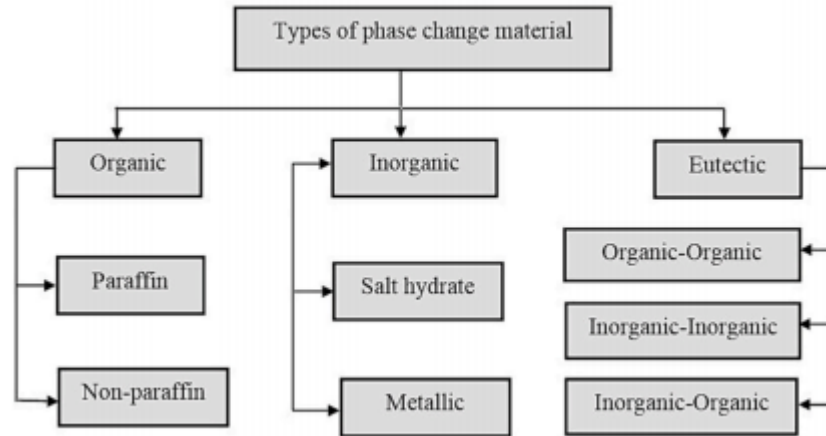 Types of phase change material
Organic
Inorganic
Eutectic
Paraffin
Salt hydrate
Organic-Organic
Inorganic-Inorganic
Non-paraffin
Metallic
Inorganic-Organic